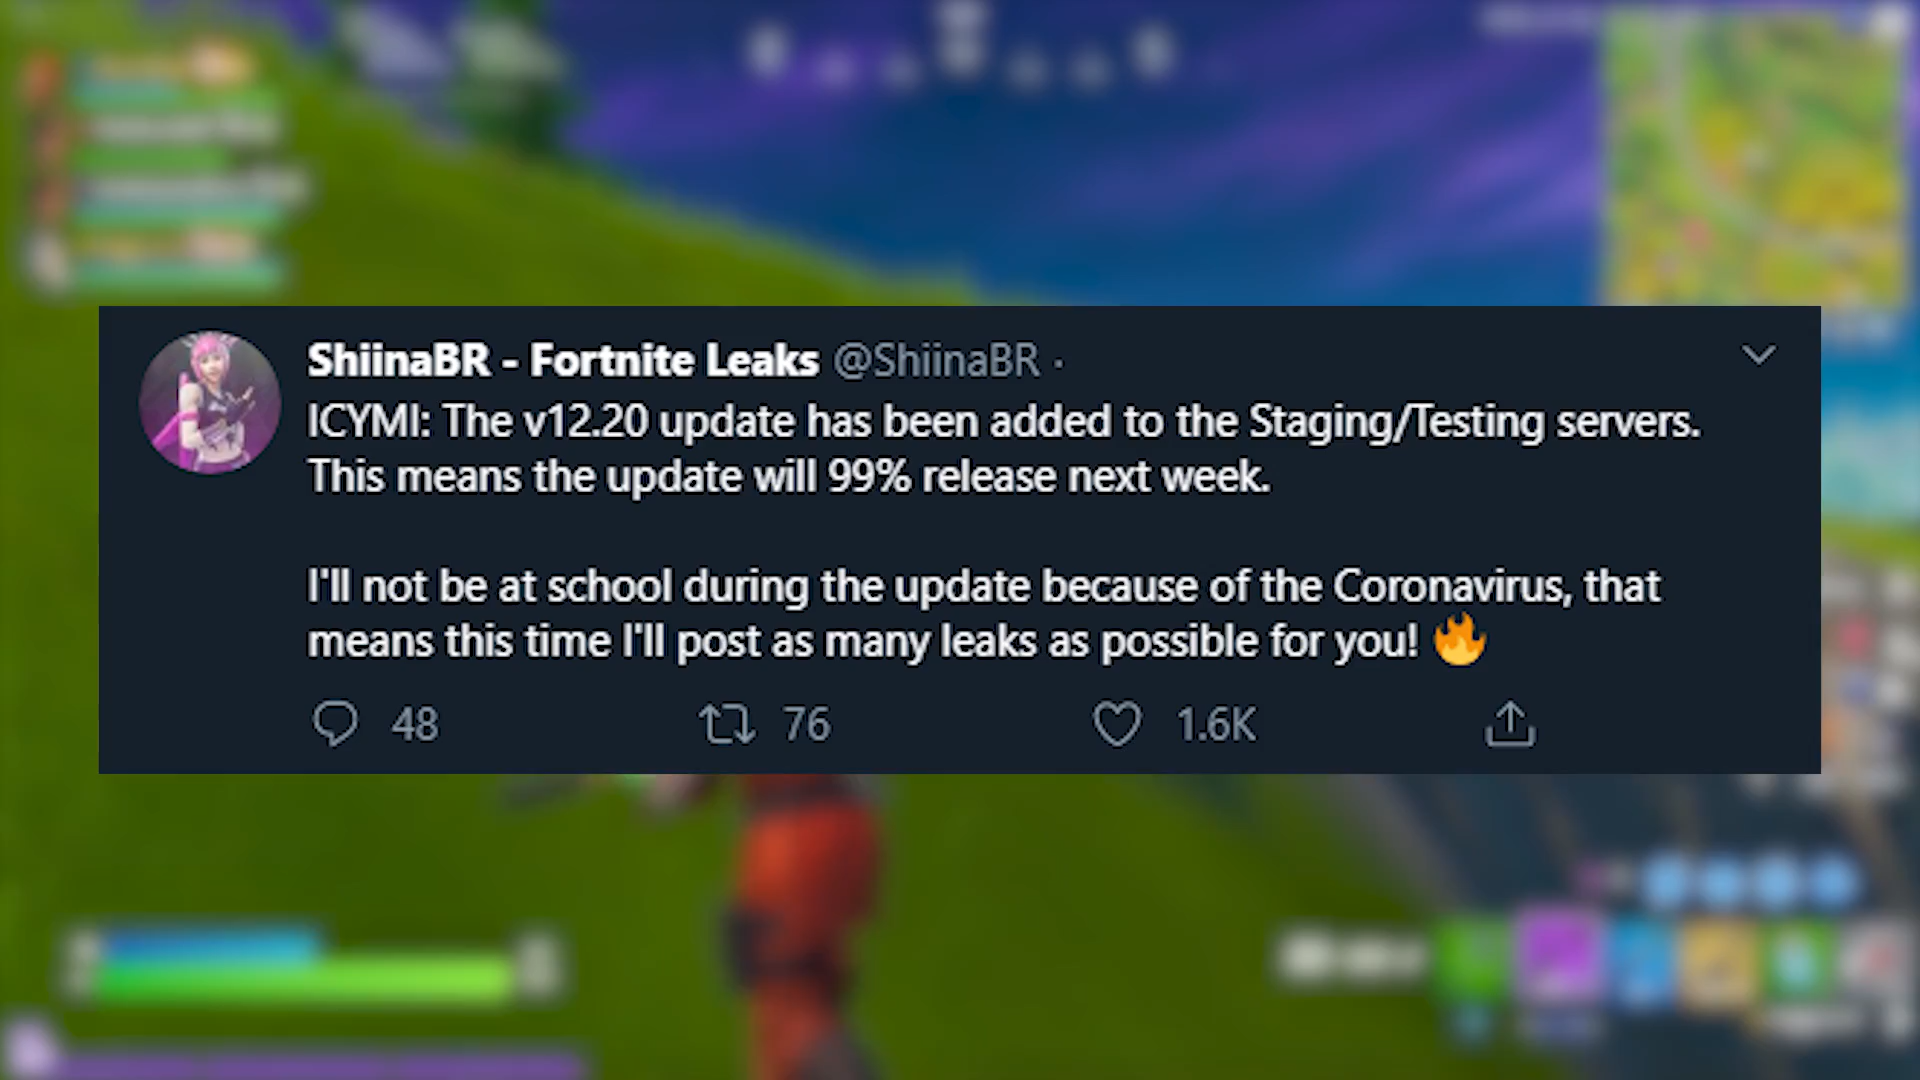 ShiinaBR - Fortnite Leaks @ShiinaBR ·
ICYMI: The v12.20 update has been added to the Staging/Testing servers.
This means the update will 99% release next week.
I'll not be at school during the update because of the Coronavirus, that
means this time I'll post as many leaks as possible for you! 🔥
48 76 1.6K